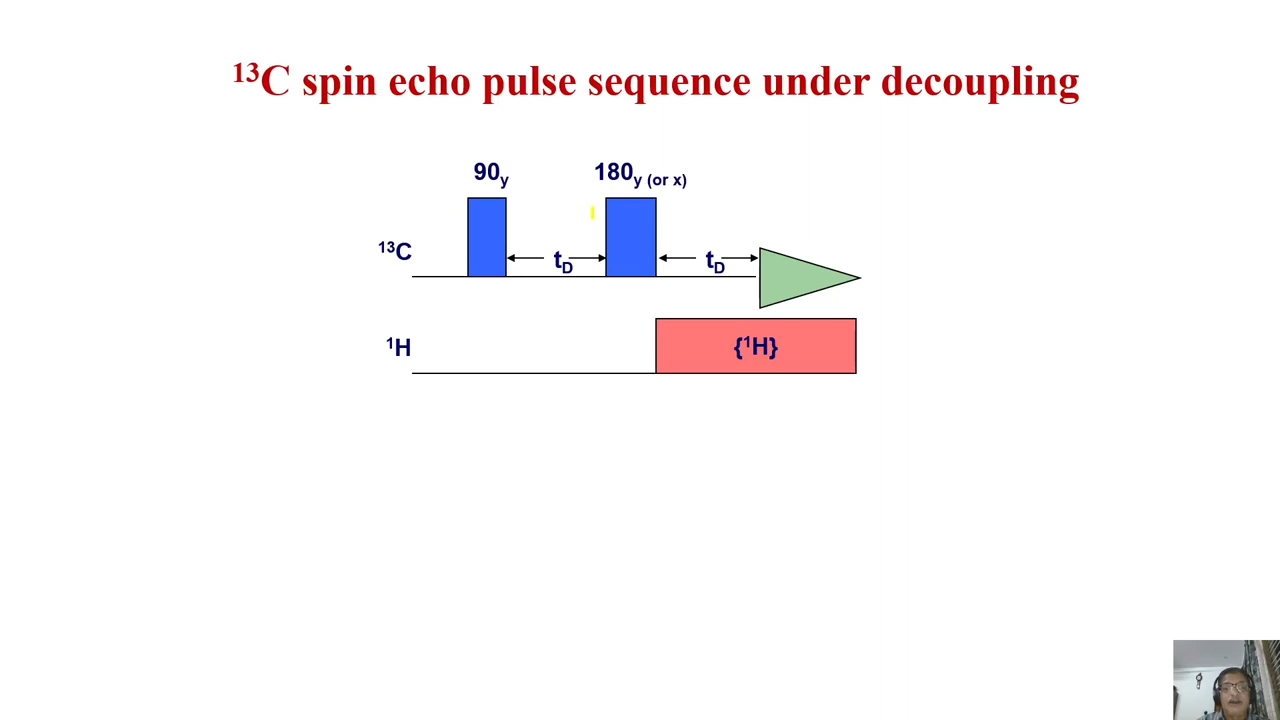 ¹³C spin echo pulse sequence under decoupling
90y 180y (or x)
¹³C tD tD
¹H {¹H}